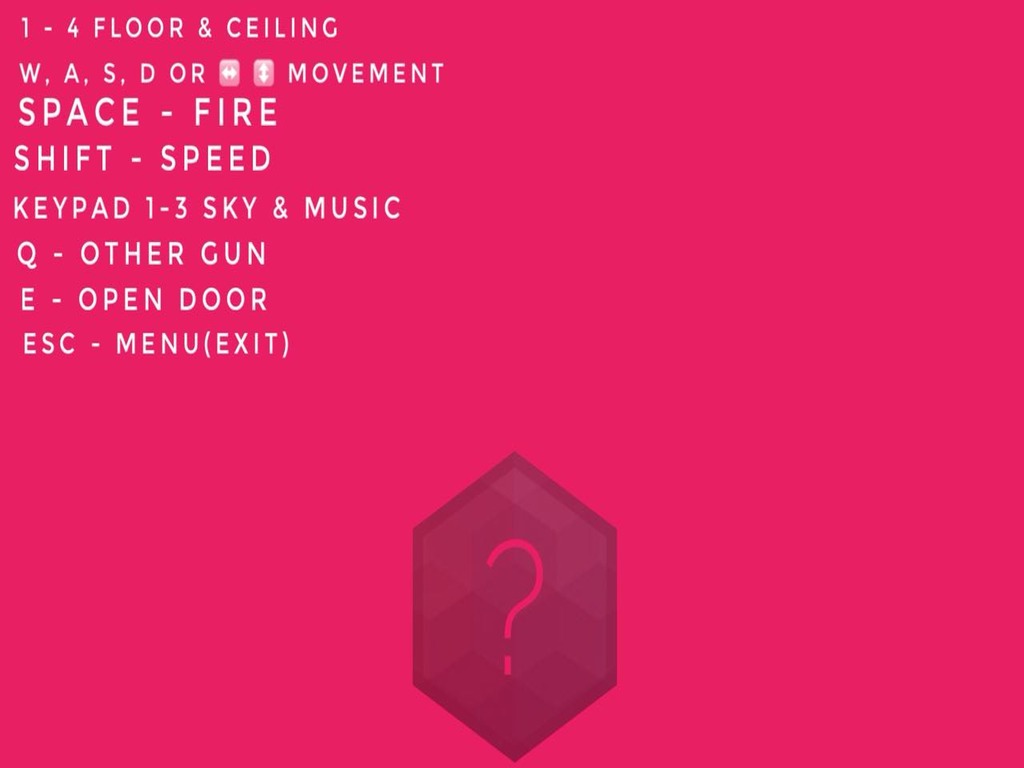 1 - 4 FLOOR & CEILING
W, A, S, D OR ↔️ ↕️ MOVEMENT
SPACE - FIRE
SHIFT - SPEED
KEYPAD 1-3 SKY & MUSIC
Q - OTHER GUN
E - OPEN DOOR
ESC - MENU(EXIT)
?